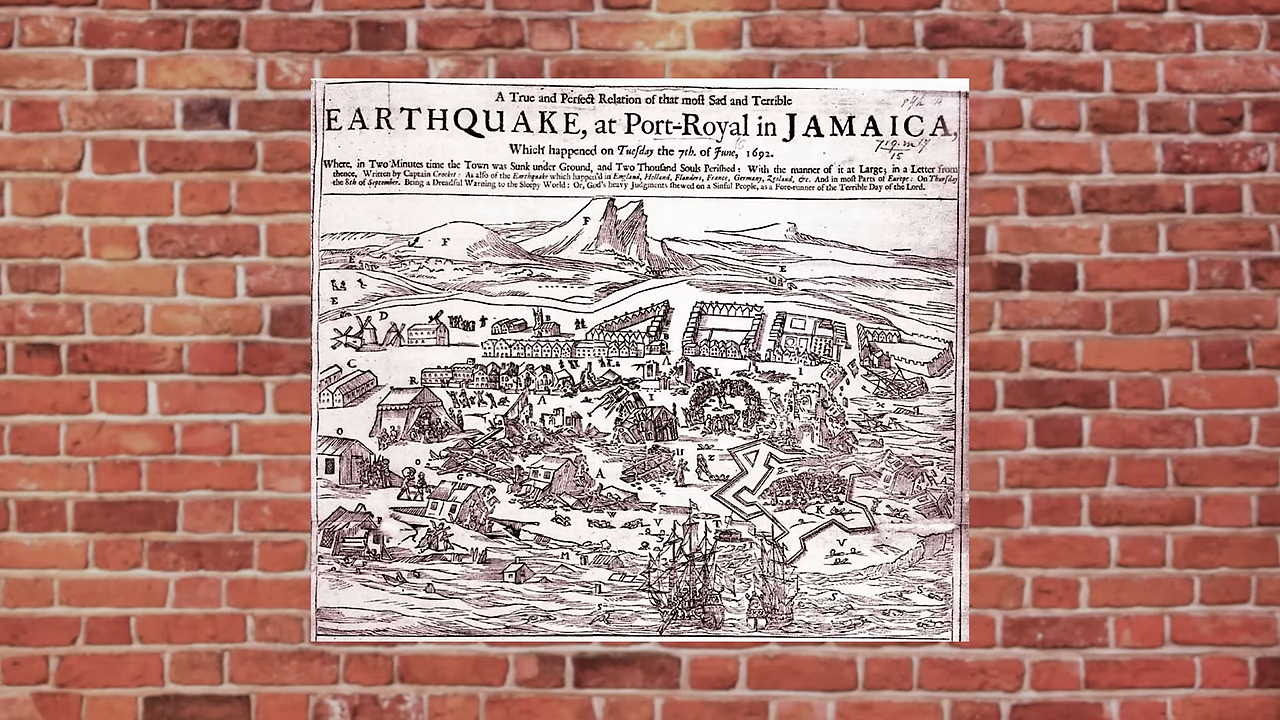 A True and Perfect Relation of that moſt Sad and Terrible
EARTHQUAKE, at Port-Royal in JAMAICA,
Which happened on Tueſday the 7th. of June, 1692.
Where, in Two Minutes time the Town was Sunk under Ground, and Two Thouſand Souls Periſhed: With the manner of it at Large; in a Letter from
thence, Written by Captain Crocket: As alſo of the Earthquake which happen'd in England, Holland, Flanders, France, Germany, Zealand, &c. And in moſt Parts of Europe: On Thurſday
the 8th of September. Being a Dreadful Warning to the Sleepy World: Or, God's heavy Judgments ſhewed on a Sinful People, as a Fore-runner of the Terrible Day of the Lord.
F
F
E
E
D
B
C
R
A
I
I
O
Z
A
K
W
V
T
V
M
S
S